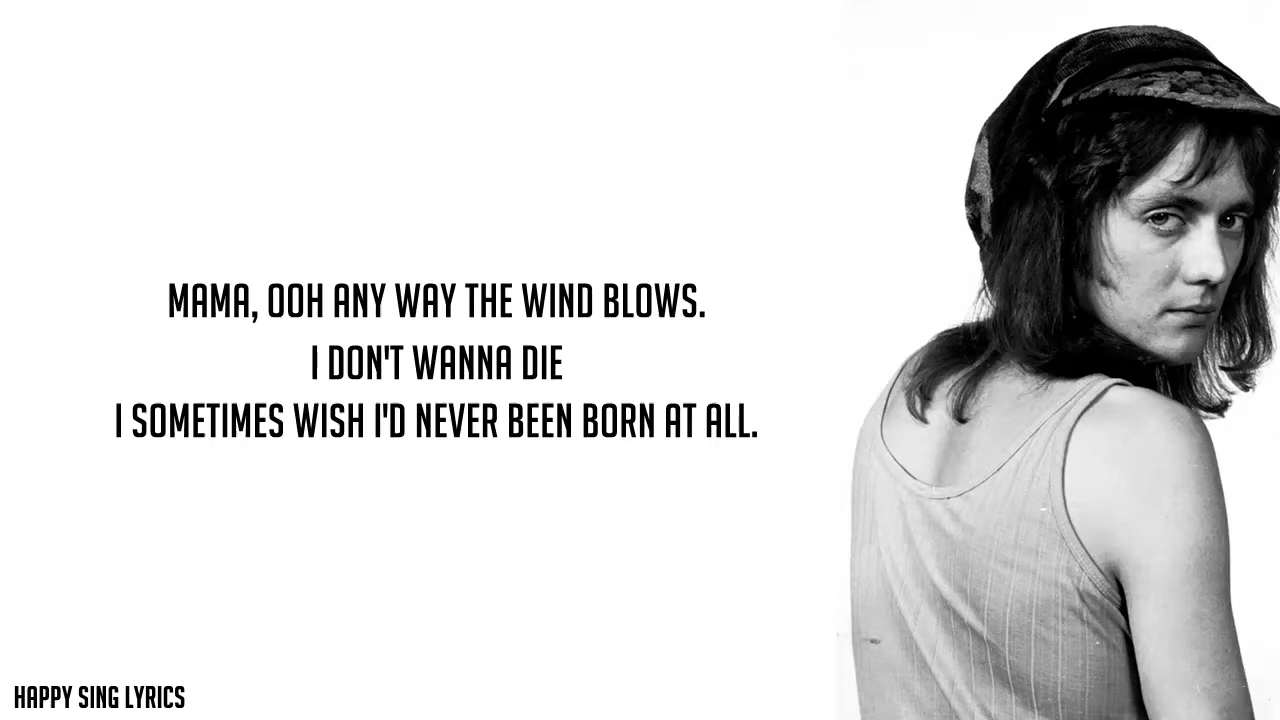 MAMA, OOH ANY WAY THE WIND BLOWS.
I DON'T WANNA DIE
I SOMETIMES WISH I'D NEVER BEEN BORN AT ALL.
HAPPY SING LYRICS